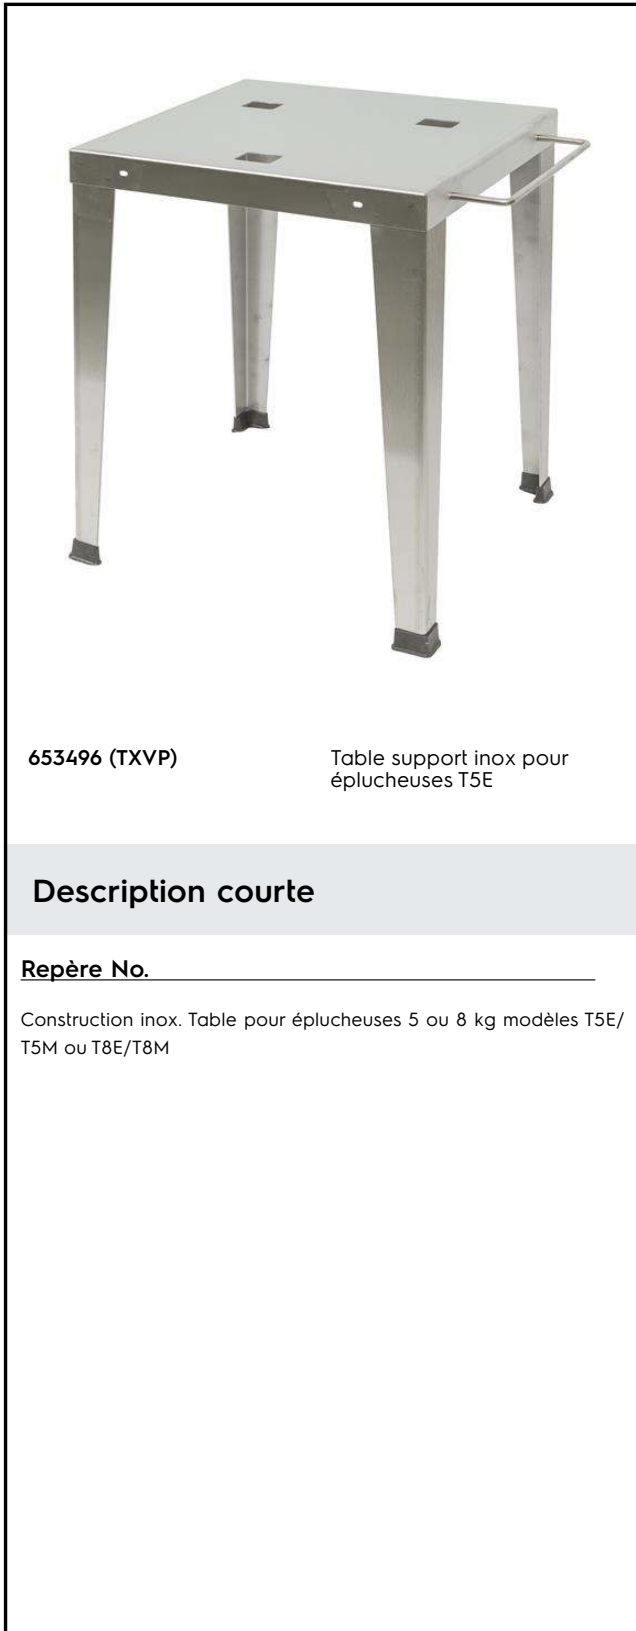 653496 (TXVP)
Table support inox pour
éplucheuses T5E
Description courte
Repère No.
Construction inox. Table pour éplucheuses 5 ou 8 kg modèles T5E/
T5M ou T8E/T8M